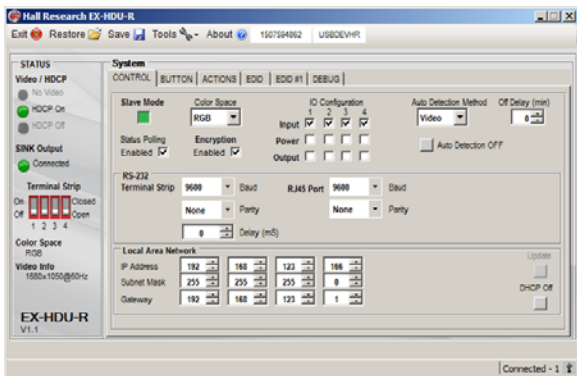 Hall Research EX-HDU-R
Exit Restore Save Tools About 1507594862 USBDEVHR
STATUS
Video / HDCP
No Video
HDCP On
HDCP Off
SINK Output
Connected
Terminal Strip
On Closed
Off Open
1 2 3 4
Color Space
RGB
Video Info
1680x1050@60Hz
EX-HDU-R
V1.1
System
CONTROL BUTTON ACTIONS EDID EDID #1 DEBUG
Slave Mode Color Space IO Configuration Auto Detection Method Off Delay (min)
RGB 1 2 3 4 Video 0
Input
Status Polling Encryption Power Auto Detection OFF
Enabled Enabled Output
RS-232
Terminal Strip 9600 Baud RJ45 Port 9600 Baud
None Parity None Parity
0 Delay (mS)
Local Area Network
IP Address 192 168 123 166 Update
Subnet Mask 255 255 255 0 DHCP Off
Gateway 192 168 123 1
Connected - 1